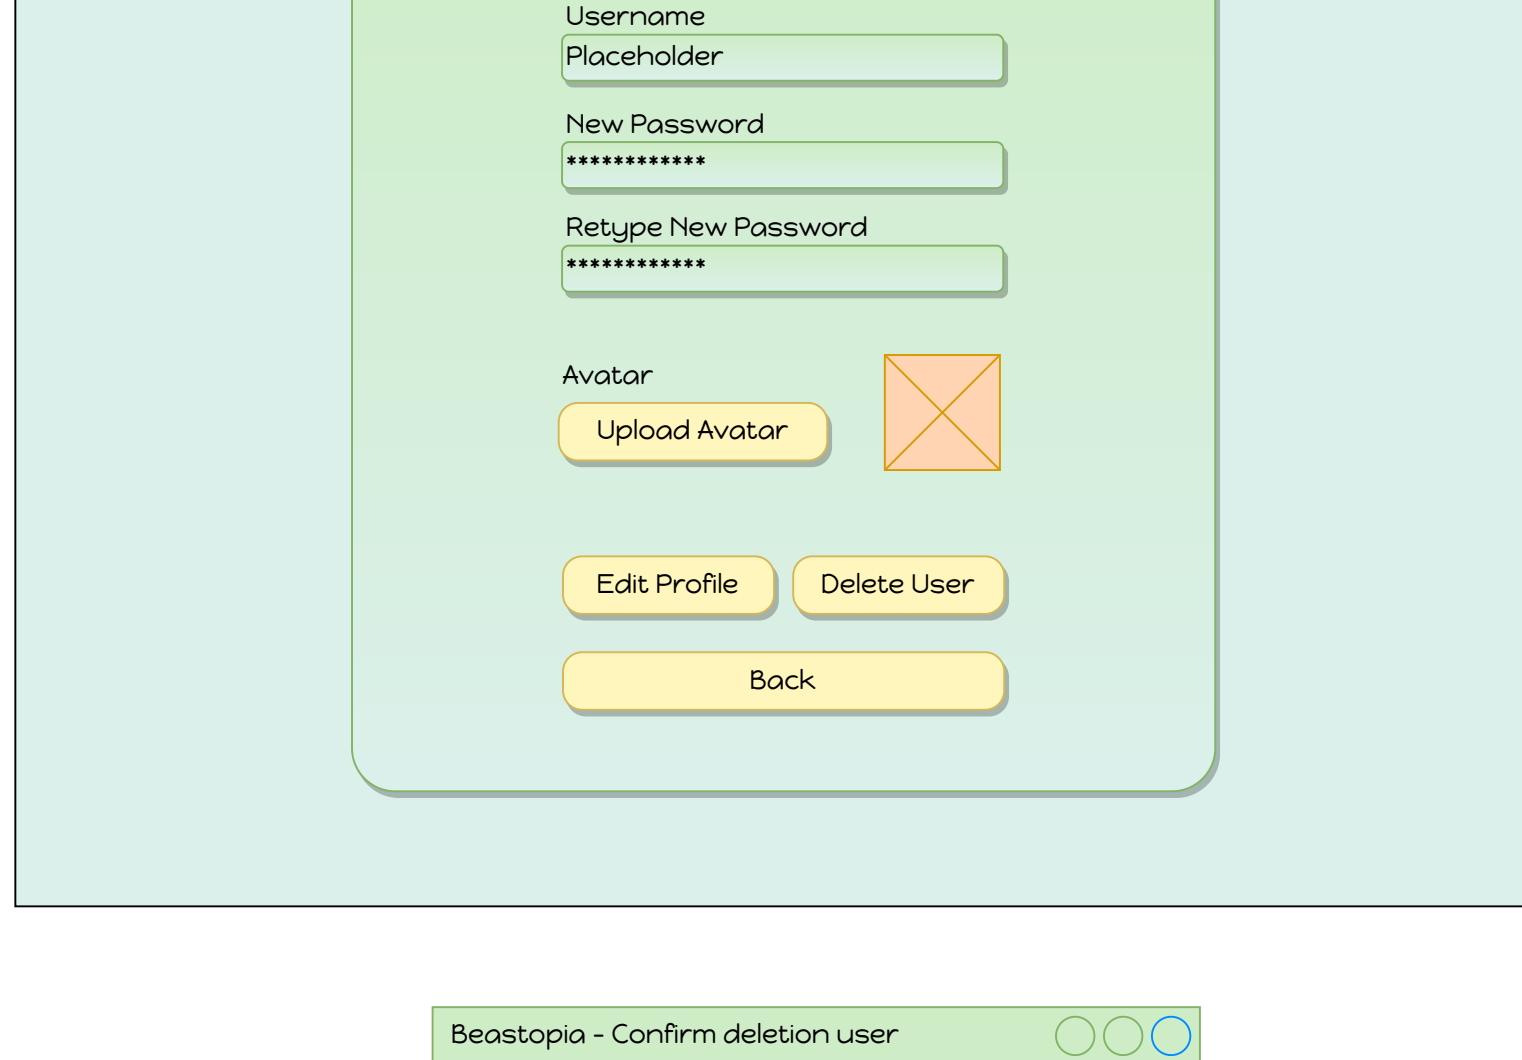 Username
Placeholder
New Password
************
Retype New Password
************
Avatar
Upload Avatar
Edit Profile
Delete User
Back
Beastopia - Confirm deletion user